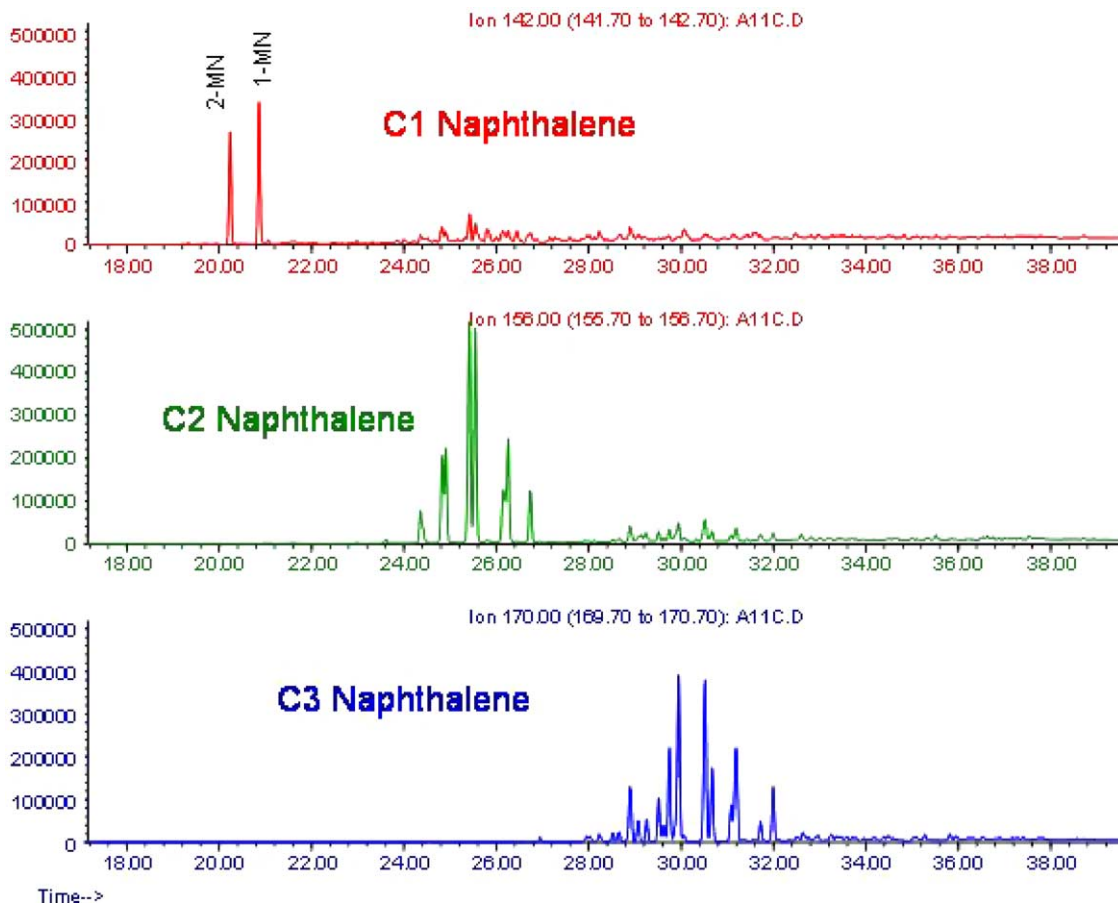 Ion 142.00 (141.70 to 142.70): A11C.D
500000
400000
300000
200000
100000
0
2-MN
1-MN
C1 Naphthalene
18.00 20.00 22.00 24.00 26.00 28.00 30.00 32.00 34.00 36.00 38.00
Ion 156.00 (155.70 to 156.70): A11C.D
500000
400000
300000
200000
100000
0
C2 Naphthalene
18.00 20.00 22.00 24.00 26.00 28.00 30.00 32.00 34.00 36.00 38.00
Ion 170.00 (169.70 to 170.70): A11C.D
500000
400000
300000
200000
100000
0
C3 Naphthalene
18.00 20.00 22.00 24.00 26.00 28.00 30.00 32.00 34.00 36.00 38.00
Time-->